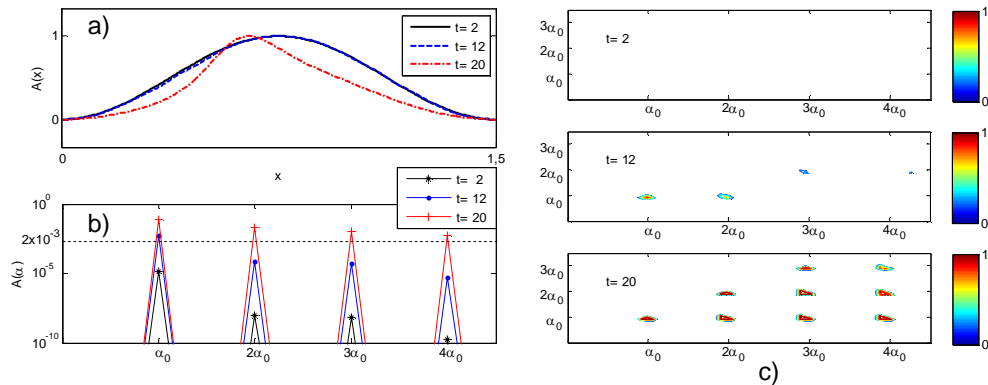 a)
t= 2
t= 12
t= 20
A(x)
1
0
0
1,5
x
b)
t= 2
t= 12
t= 20
A(α)
10⁰
2x10⁻³
10⁻⁵
10⁻¹⁰
α₀
2α₀
3α₀
4α₀
t= 2
3α₀
2α₀
α₀
α₀
2α₀
3α₀
4α₀
1
0
t= 12
3α₀
2α₀
α₀
α₀
2α₀
3α₀
4α₀
1
0
t= 20
3α₀
2α₀
α₀
α₀
2α₀
3α₀
4α₀
1
0
c)